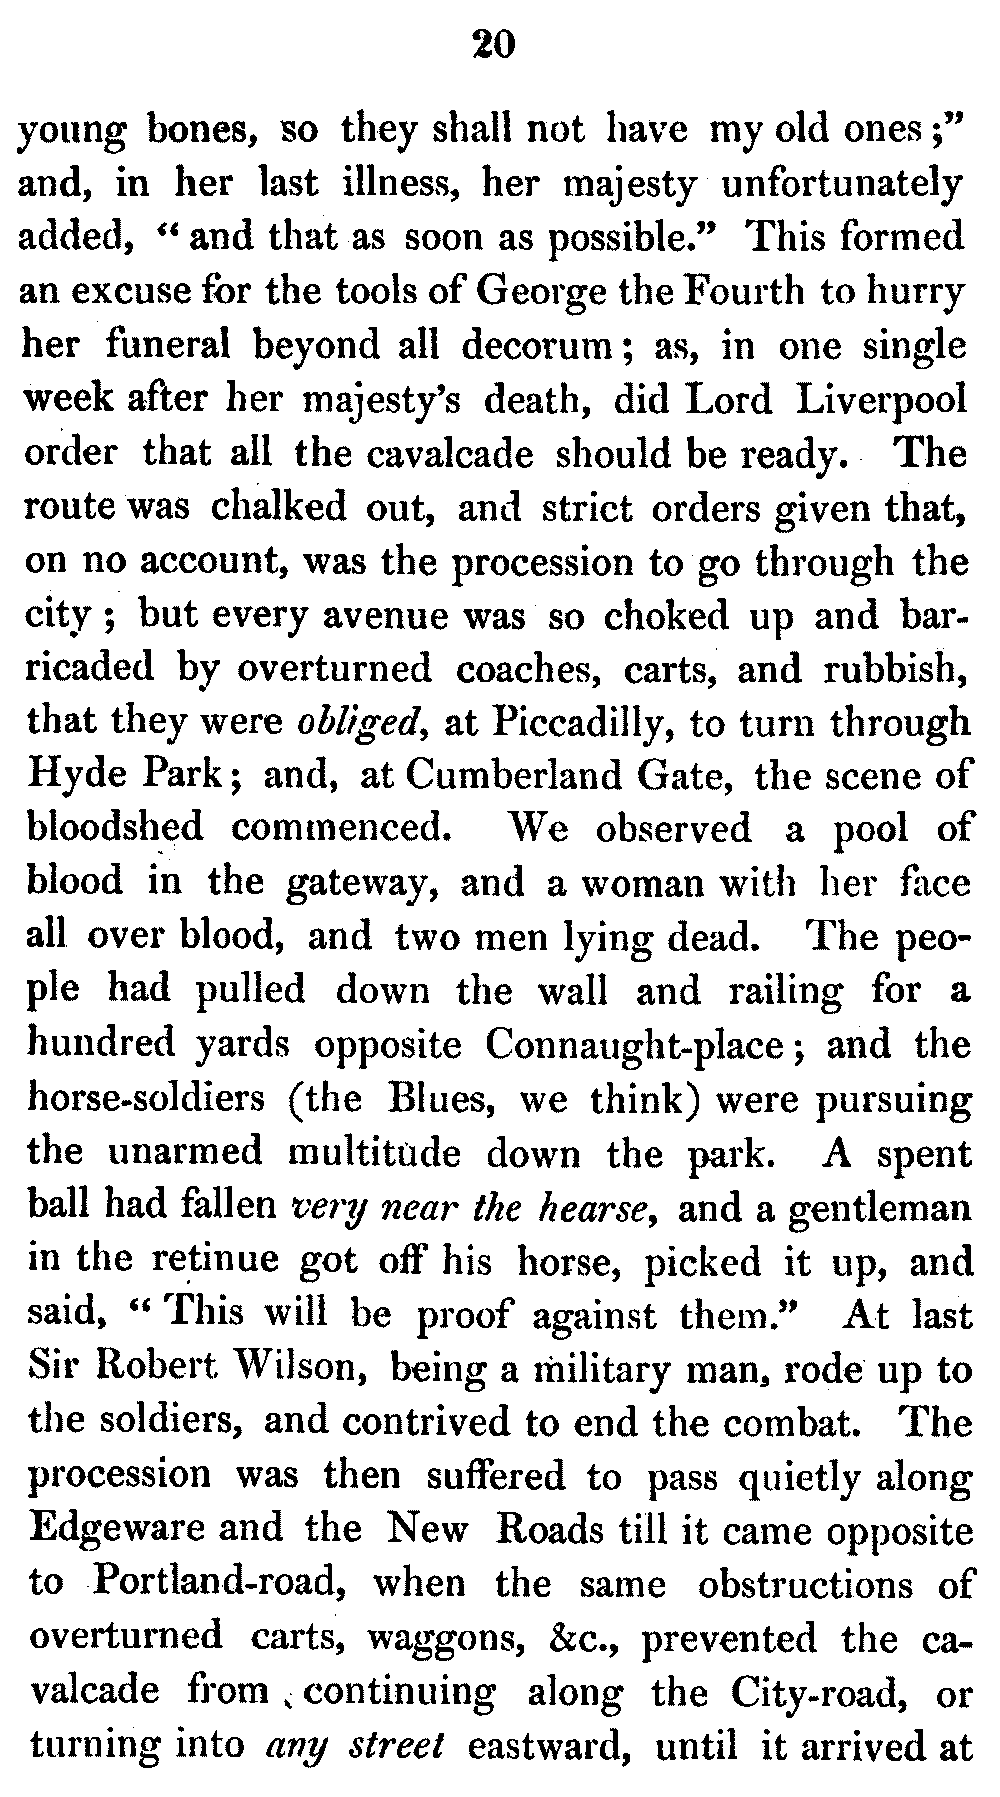 20
young bones, so they shall not have my old ones;”
and, in her last illness, her majesty unfortunately
added, “and that as soon as possible.” This formed
an excuse for the tools of George the Fourth to hurry
her funeral beyond all decorum; as, in one single
week after her majesty’s death, did Lord Liverpool
order that all the cavalcade should be ready. The
route was chalked out, and strict orders given that,
on no account, was the procession to go through the
city; but every avenue was so choked up and bar-
ricaded by overturned coaches, carts, and rubbish,
that they were obliged, at Piccadilly, to turn through
Hyde Park; and, at Cumberland Gate, the scene of
bloodshed commenced. We observed a pool of
blood in the gateway, and a woman with her face
all over blood, and two men lying dead. The peo-
ple had pulled down the wall and railing for a
hundred yards opposite Connaught-place; and the
horse-soldiers (the Blues, we think) were pursuing
the unarmed multitude down the park. A spent
ball had fallen very near the hearse, and a gentleman
in the retinue got off his horse, picked it up, and
said, “This will be proof against them.” At last
Sir Robert Wilson, being a military man, rode up to
the soldiers, and contrived to end the combat. The
procession was then suffered to pass quietly along
Edgeware and the New Roads till it came opposite
to Portland-road, when the same obstructions of
overturned carts, waggons, &c., prevented the ca-
valcade from continuing along the City-road, or
turning into any street eastward, until it arrived at